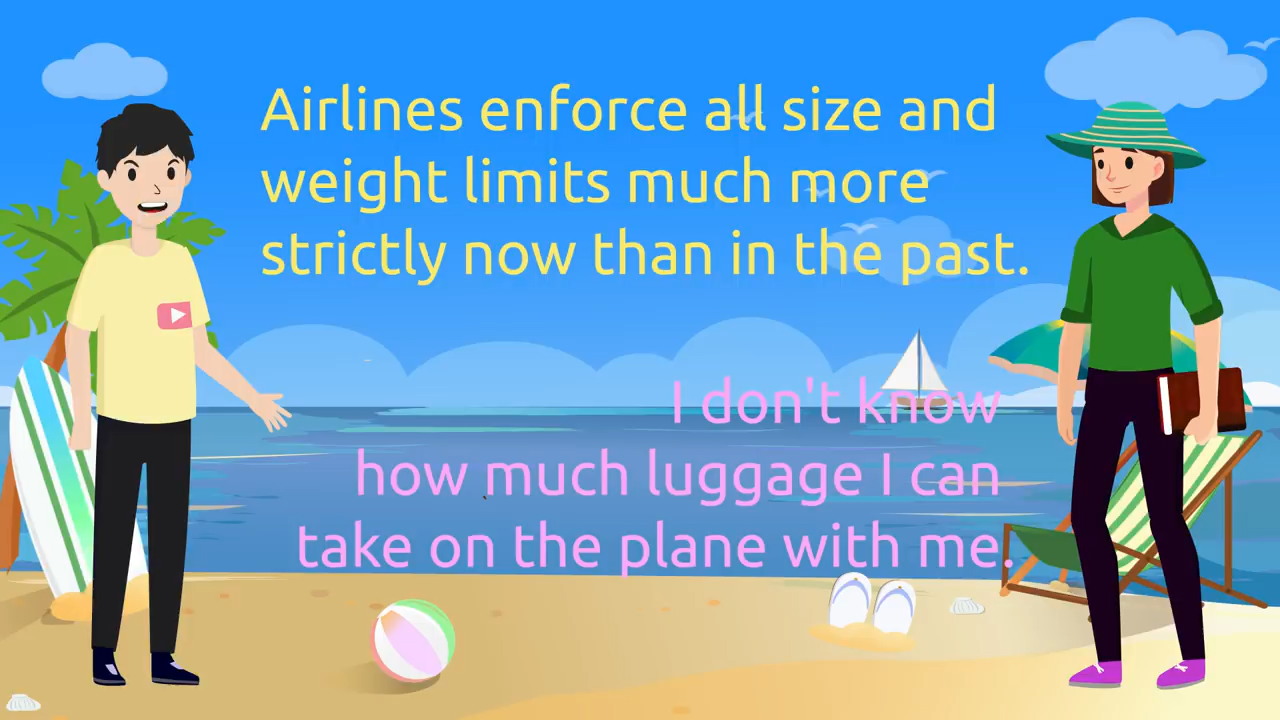 Airlines enforce all size and
weight limits much more
strictly now than in the past.
I don't know
how much luggage I can
take on the plane with me.